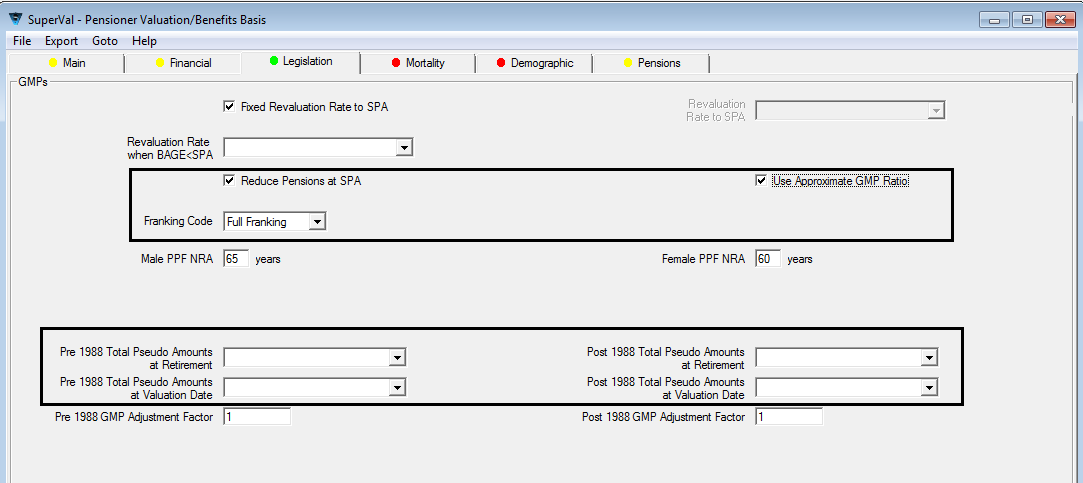 SuperVal - Pensioner Valuation/Benefits Basis
File Export Goto Help
Main Financial Legislation Mortality Demographic Pensions
GMPs
Fixed Revaluation Rate to SPA
Revaluation
Rate to SPA
Revaluation Rate
when BAGE<SPA
Reduce Pensions at SPA Use Approximate GMP Ratio
Franking Code Full Franking
Male PPF NRA 65 years Female PPF NRA 60 years
Pre 1988 Total Pseudo Amounts
at Retirement
Post 1988 Total Pseudo Amounts
at Retirement
Pre 1988 Total Pseudo Amounts
at Valuation Date
Post 1988 Total Pseudo Amounts
at Valuation Date
Pre 1988 GMP Adjustment Factor 1 Post 1988 GMP Adjustment Factor 1